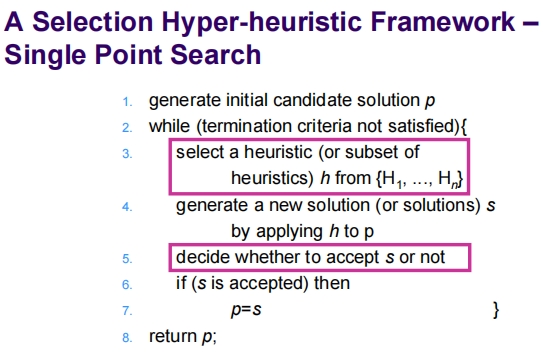 A Selection Hyper-heuristic Framework –
Single Point Search
1. generate initial candidate solution p
2. while (termination criteria not satisfied){
3. select a heuristic (or subset of
heuristics) h from {H1, ..., Hn}
4. generate a new solution (or solutions) s
by applying h to p
5. decide whether to accept s or not
6. if (s is accepted) then
7. p=s }
8. return p;